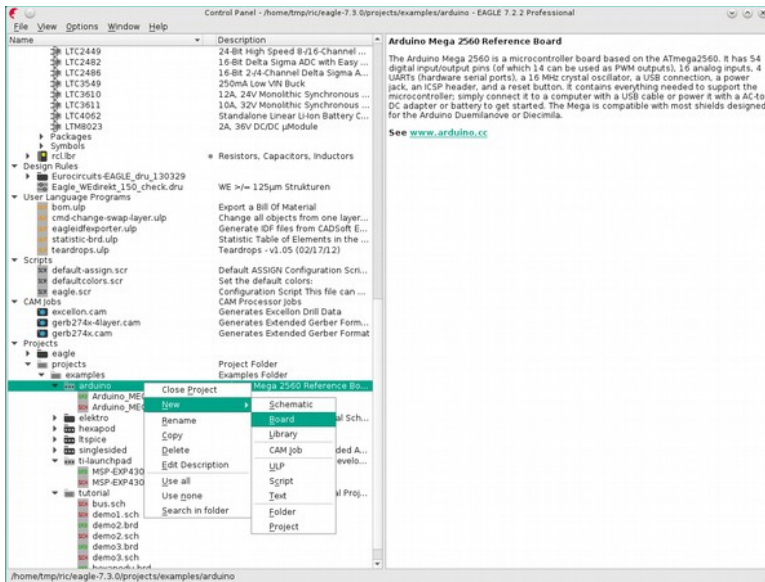 Control Panel - /home/tmp/ric/eagle-7.3.0/projects/examples/arduino - EAGLE 7.2.2 Professional
File View Options Window Help
Name Description
LTC2449 24-Bit High Speed 8-/16-Channel ...
LTC2482 16-Bit Delta Sigma ADC with Easy ...
LTC2486 16-Bit 2-/4-Channel Delta Sigma A...
LTC3549 250mA Low VIN Buck
LTC3610 12A, 24V Monolithic Synchronous ...
LTC3611 10A, 32V Monolithic Synchronous ...
LTC4062 Standalone Linear Li-Ion Battery C...
LTM8023 2A, 36V DC/DC µModule
Packages
Symbols
rcl.lbr Resistors, Capacitors, Inductors
Design Rules
Eurocircuits-EAGLE_dru_130329
Eagle_WEdirekt_150_check.dru WE >/= 125µm Strukturen
User Language Programs
bom.ulp Export a Bill Of Material
cmd-change-swap-layer.ulp Change all objects from one layer...
eagleidfexporter.ulp Generate IDF files from CADSoft E...
statistic-brd.ulp Statistic Table of Elements in the ...
teardrops.ulp Teardrops - v1.05 (02/17/12)
Scripts
default-assign.scr Default ASSIGN Configuration Scri...
defaultcolors.scr Set the default colors:
eagle.scr Configuration Script This file can ...
CAM Jobs CAM Processor Jobs
excellon.cam Generates Excellon Drill Data
gerb274x-4layer.cam Generates Extended Gerber Form...
gerb274x.cam Generates Extended Gerber Format
Projects
eagle
projects Project Folder
examples Examples Folder
arduino Mega 2560 Reference Bo...
Arduino_ME
Arduino_ME
elektro al Sch...
hexapod
ltspice
singlesided ded A...
ti-launchpad evelo...
MSP-EXP430
MSP-EXP430
tutorial al Proj...
bus.sch
demo1.sch
demo2.brd
demo2.sch
demo3.brd
demo3.sch
hexapodu.brd
Close Project
New
Rename
Copy
Delete
Edit Description
Use all
Use none
Search in folder
Schematic
Board
Library
CAM Job
ULP
Script
Text
Folder
Project
Arduino Mega 2560 Reference Board
The Arduino Mega 2560 is a microcontroller board based on the ATmega2560. It has 54
digital input/output pins (of which 14 can be used as PWM outputs), 16 analog inputs, 4
UARTs (hardware serial ports), a 16 MHz crystal oscillator, a USB connection, a power
jack, an ICSP header, and a reset button. It contains everything needed to support the
microcontroller; simply connect it to a computer with a USB cable or power it with a AC-to-
DC adapter or battery to get started. The Mega is compatible with most shields designed
for the Arduino Duemilanove or Diecimila.
See www.arduino.cc
/home/tmp/ric/eagle-7.3.0/projects/examples/arduino